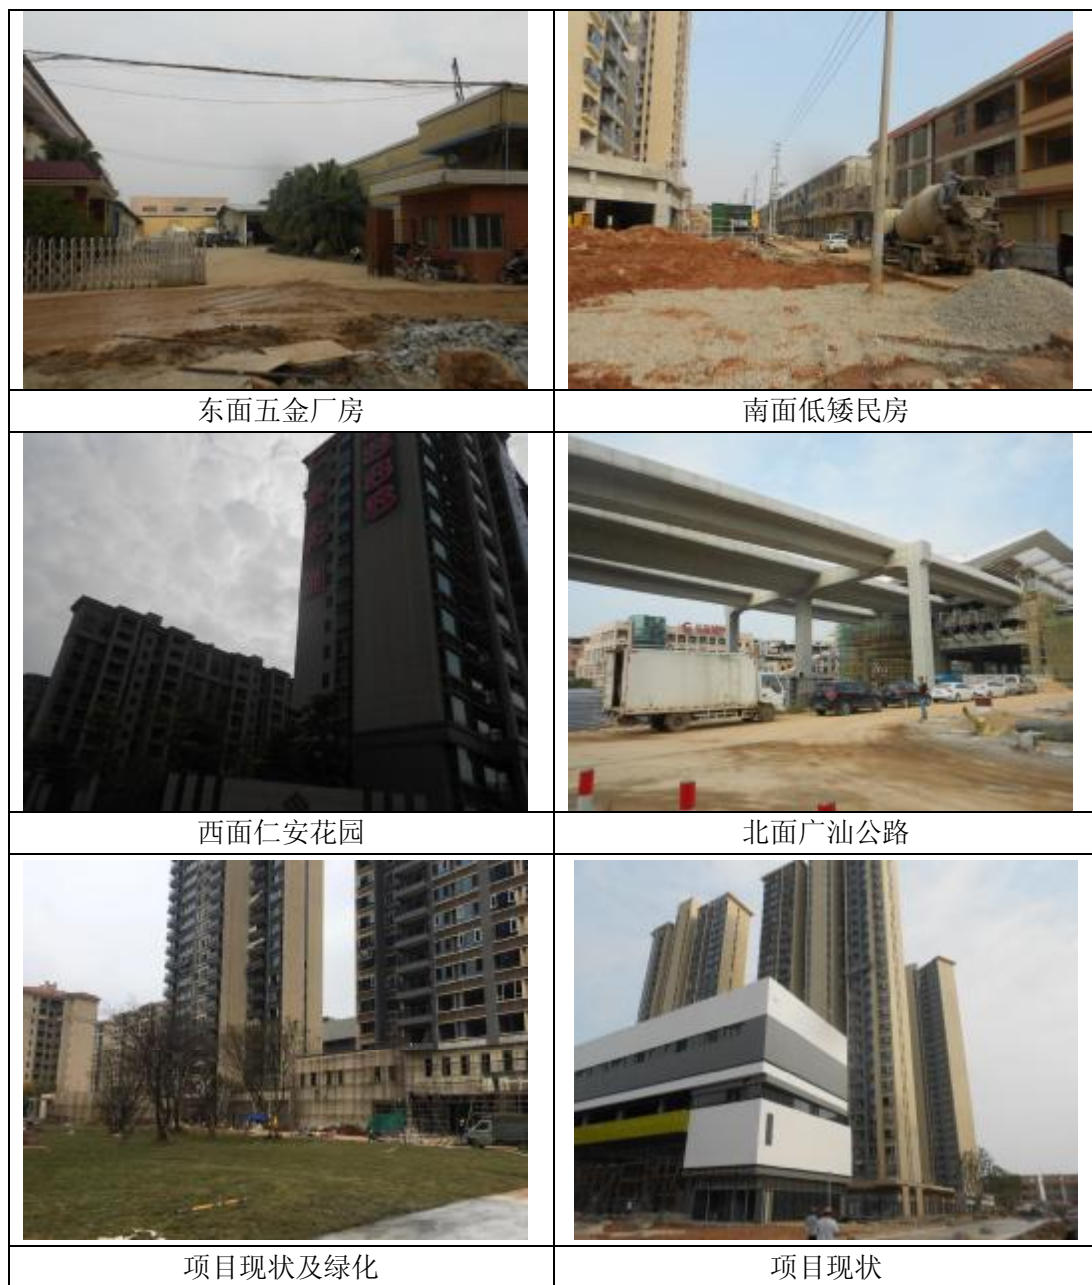 东面五金厂房
南面低矮民房
西面仁安花园
北面广汕公路
项目现状及绿化
项目现状